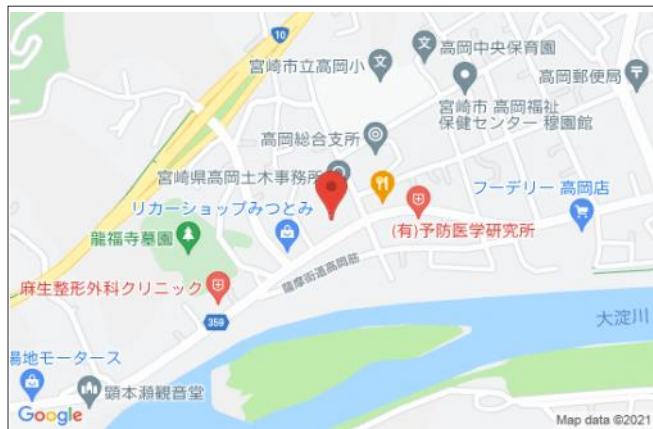 10
宮崎市立高岡小
高岡中央保育園
高岡郵便局
宮崎市 高岡福祉
保健センター 穆園館
高岡総合支所
宮崎県高岡土木事務所
フーデリー 高岡店
リカーショップみつとみ
(有)予防医学研究所
龍福寺墓園
薩摩街道高岡筋
麻生整形外科クリニック
359
大淀川
湯地モータース
顕本瀬観音堂
Google
Map data ©2021